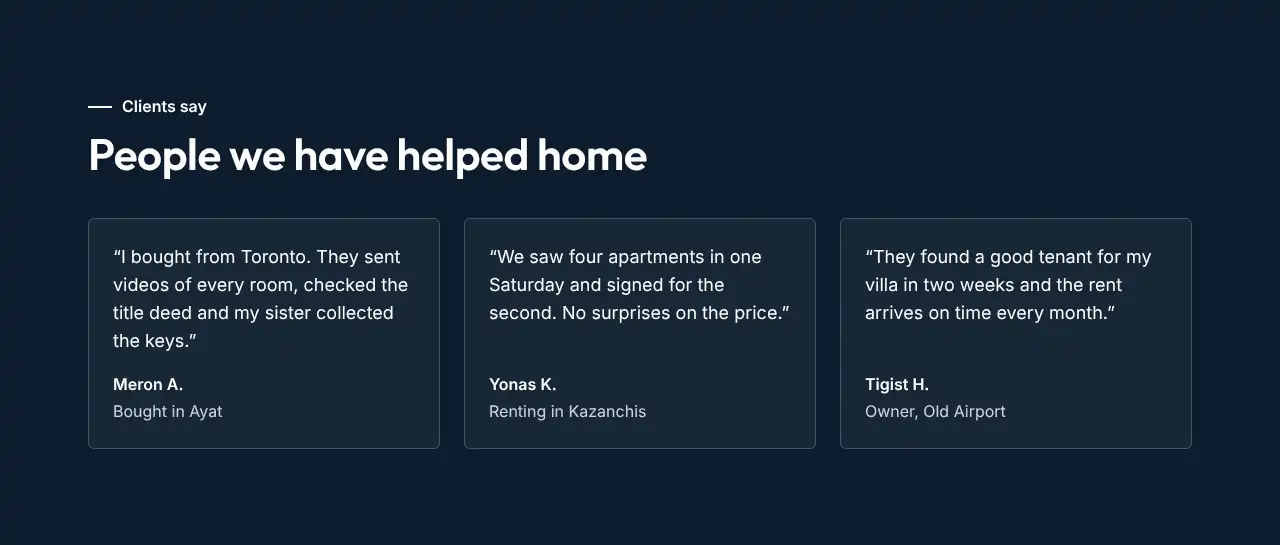 Clients say
People we have helped home
“I bought from Toronto. They sent
videos of every room, checked the
title deed and my sister collected
the keys.”
Meron A.
Bought in Ayat
“We saw four apartments in one
Saturday and signed for the
second. No surprises on the price.”
Yonas K.
Renting in Kazanchis
“They found a good tenant for my
villa in two weeks and the rent
arrives on time every month.”
Tigist H.
Owner, Old Airport